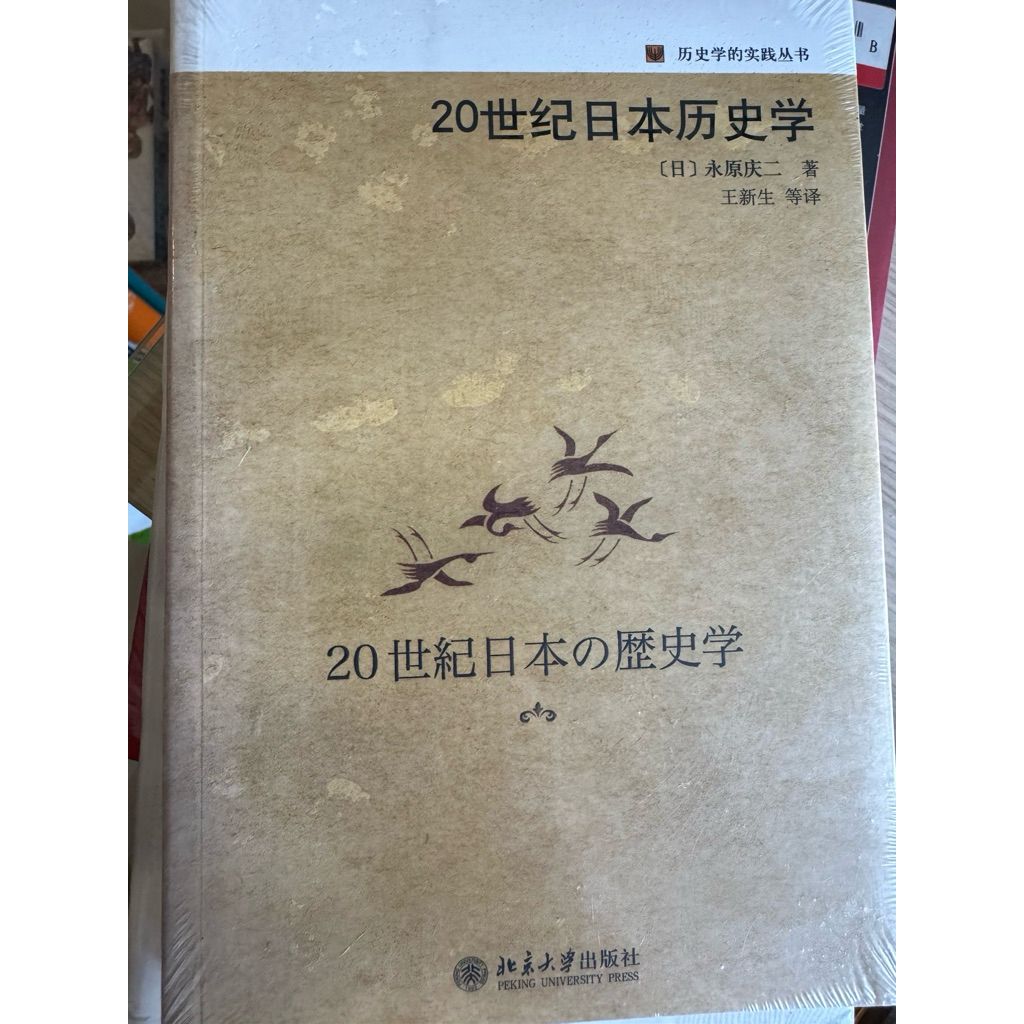 历史学的实践丛书
20世纪日本历史学
〔日〕永原庆二 著
王新生 等译
20世紀日本の歴史学
北京大学出版社
PEKING UNIVERSITY PRESS
B